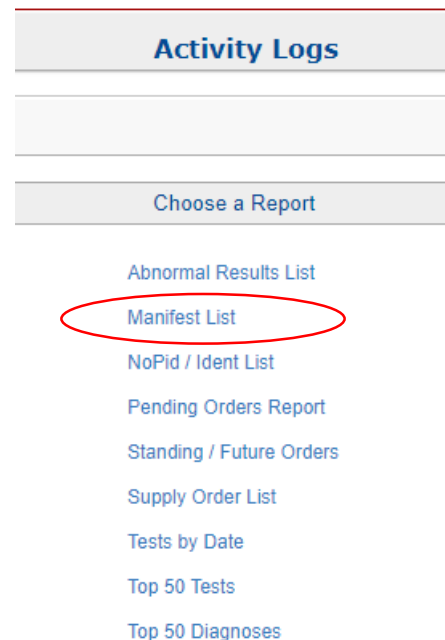 Activity Logs
Choose a Report
Abnormal Results List
Manifest List
NoPid / Ident List
Pending Orders Report
Standing / Future Orders
Supply Order List
Tests by Date
Top 50 Tests
Top 50 Diagnoses